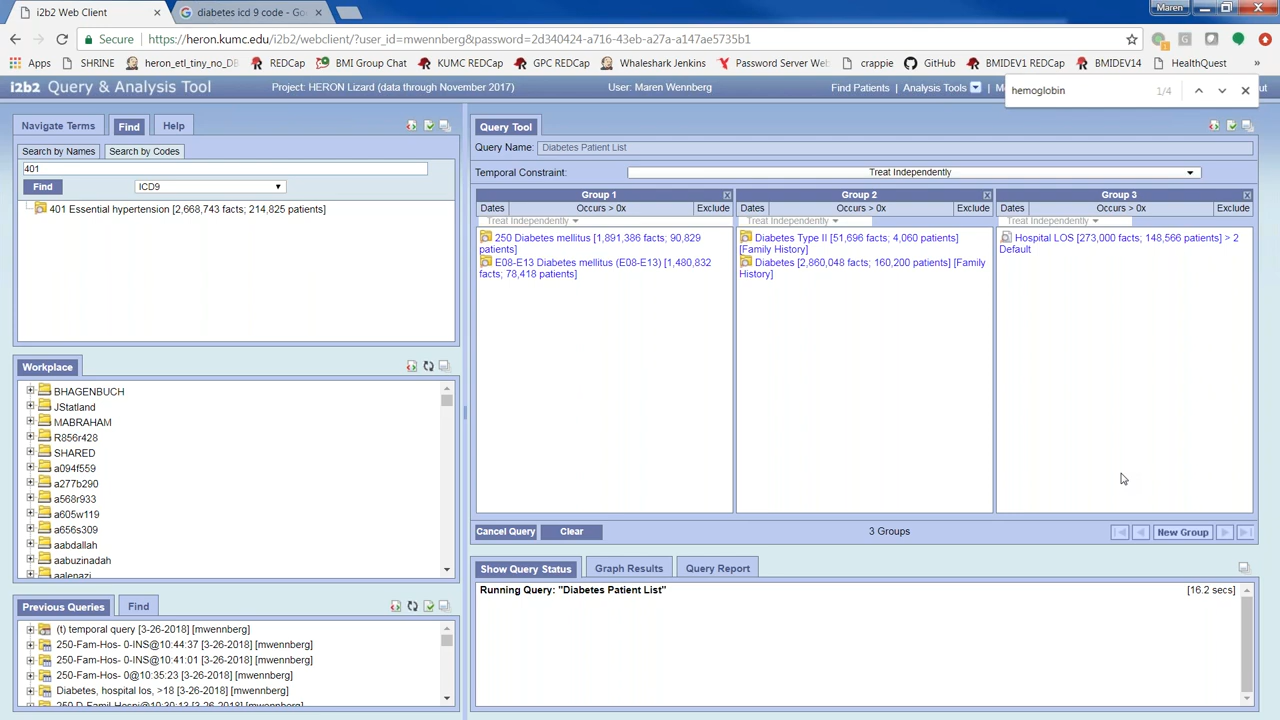 i2b2 Web Client
diabetes icd 9 code - Go
Maren
Secure
https://heron.kumc.edu/i2b2/webclient/?user_id=mwennberg&password=2d340424-a716-43eb-a27a-a147ae5735b1
Apps SHRINE heron_etl_tiny_no_DE REDCap BMI Group Chat KUMC REDCap GPC REDCap Whaleshark Jenkins Password Server Web crappie GitHub BMIDEV1 REDCap BMIDEV14 HealthQuest »
i2b2 Query & Analysis Tool
Project: HERON Lizard (data through November 2017)
User: Maren Wennberg
Find Patients | Analysis Tools
hemoglobin 1/4
Navigate Terms Find Help
Search by Names Search by Codes
401
Find ICD9
401 Essential hypertension [2,668,743 facts; 214,825 patients]
Workplace
BHAGENBUCH
JStatland
MABRAHAM
R856r428
SHARED
a094f559
a277b290
a568r933
a605w119
a656s309
aabdallah
aabuzinadah
aalenazi
Previous Queries Find
(t) temporal query [3-26-2018] [mwennberg]
250-Fam-Hos- 0-INS@10:44:37 [3-26-2018] [mwennberg]
250-Fam-Hos- 0-INS@10:41:01 [3-26-2018] [mwennberg]
250-Fam-Hos- 0@10:35:23 [3-26-2018] [mwennberg]
Diabetes, hospital los, >18 [3-26-2018] [mwennberg]
250-D-Famil-Hospi@10:30:13 [3-26-2018] [mwennberg]
Query Tool
Query Name: Diabetes Patient List
Temporal Constraint: Treat Independently
Group 1
Dates Occurs > 0x Exclude
Treat Independently
250 Diabetes mellitus [1,891,386 facts; 90,829
patients]
E08-E13 Diabetes mellitus (E08-E13) [1,480,832
facts; 78,418 patients]
Group 2
Dates Occurs > 0x Exclude
Treat Independently
Diabetes Type II [51,696 facts; 4,060 patients]
[Family History]
Diabetes [2,860,048 facts; 160,200 patients] [Family
History]
Group 3
Dates Occurs > 0x Exclude
Treat Independently
Hospital LOS [273,000 facts; 148,566 patients] > 2
Default
Cancel Query Clear
3 Groups
New Group
Show Query Status Graph Results Query Report
Running Query: "Diabetes Patient List"
[16.2 secs]